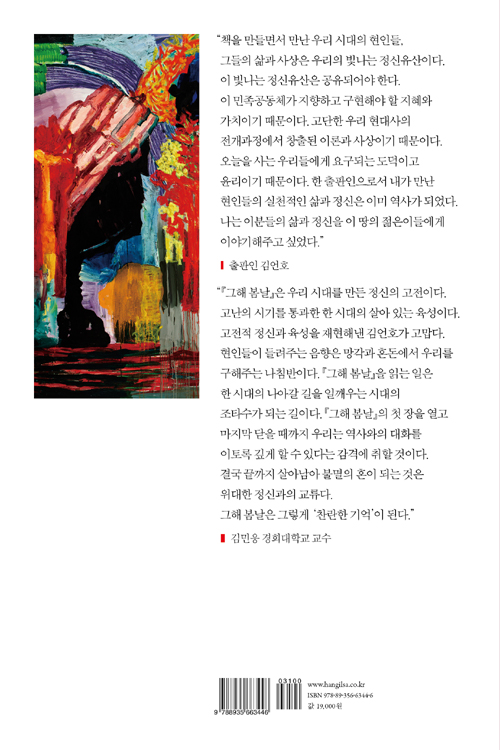 “책을 만들면서 만난 우리 시대의 현인들,
그들의 삶과 사상은 우리의 빛나는 정신유산이다.
이 빛나는 정신유산은 공유되어야 한다.
이 민족공동체가 지향하고 구현해야 할 지혜와
가치이기 때문이다. 고단한 우리 현대사의
전개과정에서 창출된 이론과 사상이기 때문이다.
오늘을 사는 우리들에게 요구되는 도덕이고
윤리이기 때문이다. 한 출판인으로서 내가 만난
현인들의 실천적인 삶과 정신은 이미 역사가 되었다.
나는 이분들의 삶과 정신을 이 땅의 젊은이들에게
이야기해주고 싶었다.”
출판인 김언호
“『그해 봄날』은 우리 시대를 만든 정신의 고전이다.
고난의 시기를 통과한 한 시대의 살아 있는 육성이다.
고전적 정신과 육성을 재현해낸 김언호가 고맙다.
현인들이 들려주는 음향은 망각과 혼돈에서 우리를
구해주는 나침반이다. 『그해 봄날』을 읽는 일은
한 시대의 나아갈 길을 일깨우는 시대의
조타수가 되는 길이다. 『그해 봄날』의 첫 장을 열고
마지막 닫을 때까지 우리는 역사와의 대화를
이토록 깊게 할 수 있다는 감격에 취할 것이다.
결국 끝까지 살아남아 불멸의 혼이 되는 것은
위대한 정신과의 교류다.
그해 봄날은 그렇게 ‘찬란한 기억’이 된다.”
김민웅 경희대학교 교수
03100
www.hangilsa.co.kr
ISBN 978-89-356-6344-6
값 19,000원
9 788935 663446